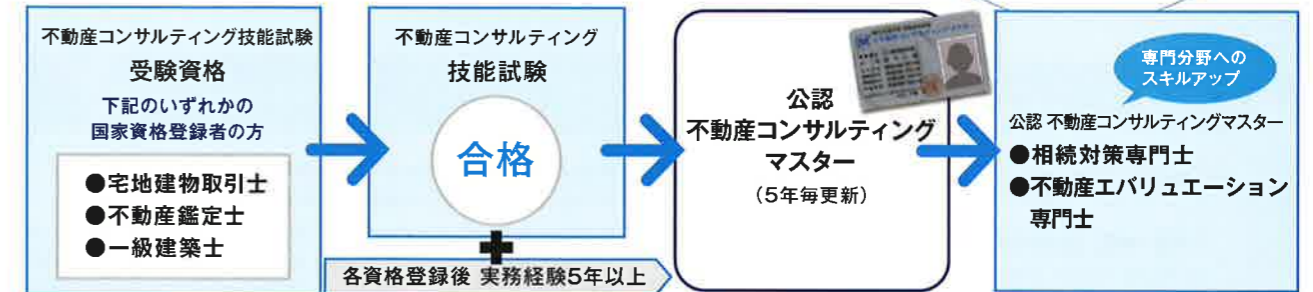 不動産コンサルティング技能試験
受験資格
下記のいずれかの
国家資格登録者の方
●宅地建物取引士
●不動産鑑定士
●一級建築士
不動産コンサルティング
技能試験
合格
各資格登録後 実務経験5年以上
公認
不動産コンサルティング
マスター
(5年毎更新)
専門分野への
スキルアップ
公認 不動産コンサルティングマスター
●相続対策専門士
●不動産エバリュエーション
専門士